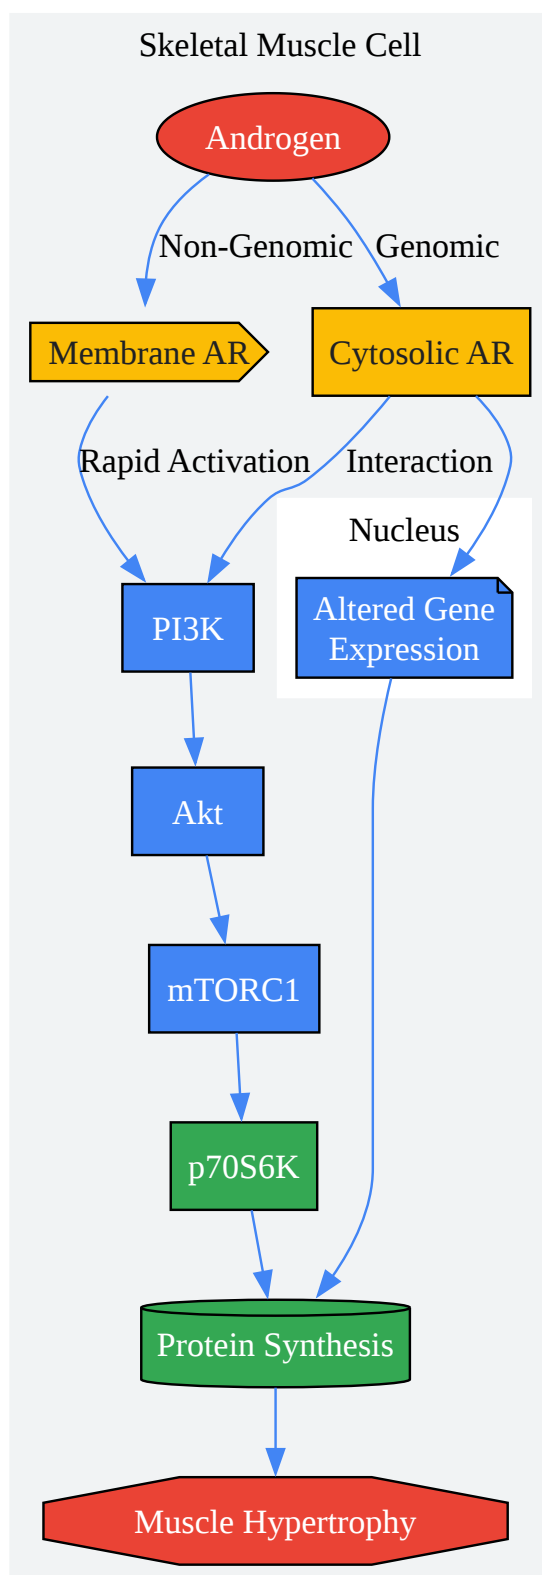 Skeletal Muscle Cell
Androgen
Non-Genomic
Genomic
Membrane AR
Cytosolic AR
Rapid Activation
Interaction
Nucleus
PI3K
Altered Gene
Expression
Akt
mTORC1
p70S6K
Protein Synthesis
Muscle Hypertrophy